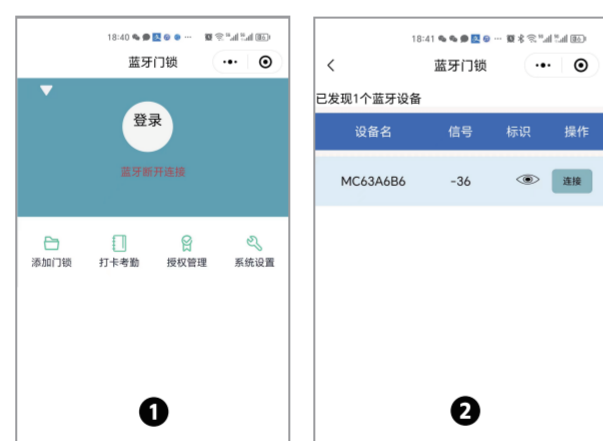 18:40
蓝牙门锁
登录
蓝牙断开连接
添加门锁 打卡考勤 授权管理 系统设置
1
18:41
蓝牙门锁
已发现1个蓝牙设备
设备名 信号 标识 操作
MC63A6B6 -36 连接
2